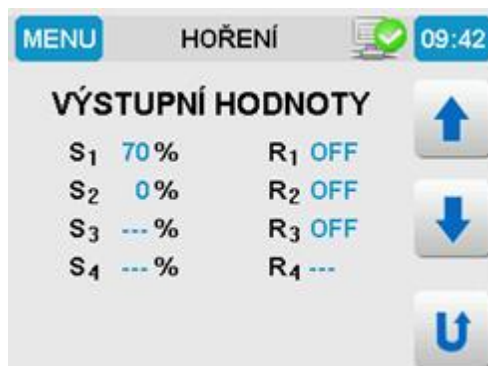 MENU HOŘENÍ 09:42
VÝSTUPNÍ HODNOTY
S1 70% R1 OFF
S2 0% R2 OFF
S3 ---% R3 OFF
S4 ---% R4 ---